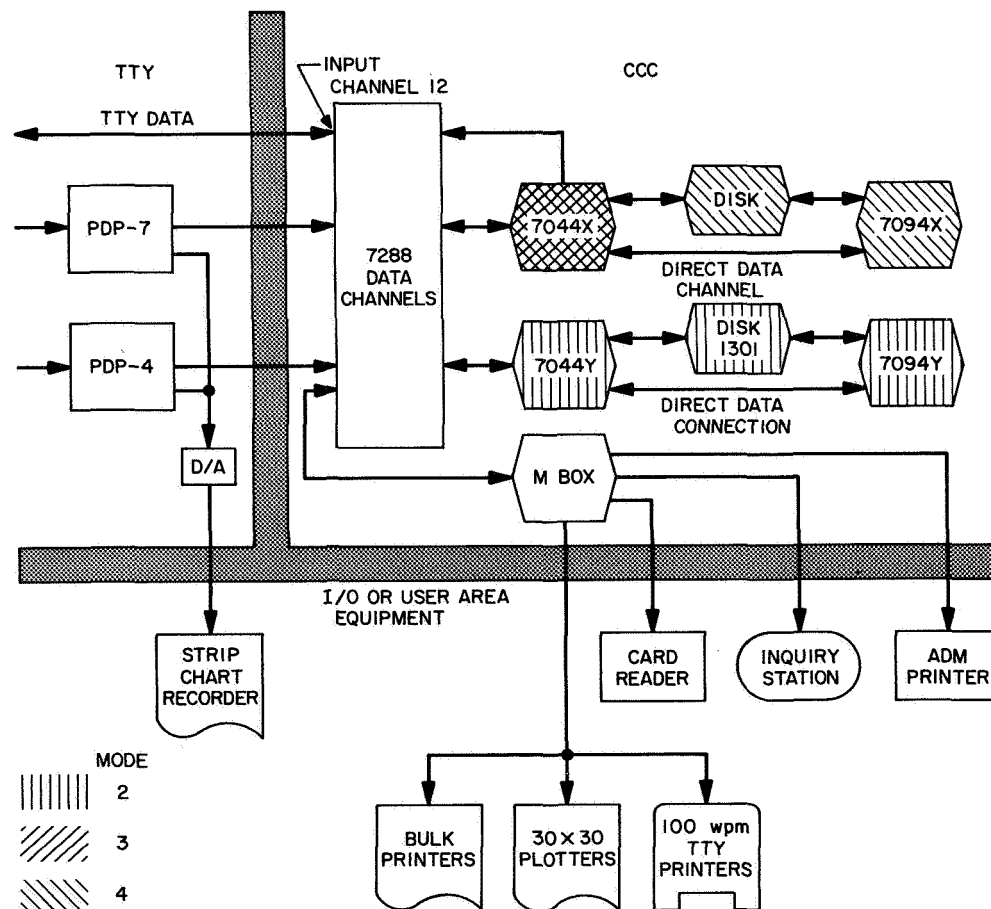 TTY
INPUT
CHANNEL 12
CCC
TTY DATA
PDP-7
7288
DATA
CHANNELS
7044X
DISK
7094X
DIRECT DATA
CHANNEL
PDP-4
7044Y
DISK
1301
7094Y
DIRECT DATA
CONNECTION
D/A
M BOX
I/O OR USER AREA
EQUIPMENT
STRIP
CHART
RECORDER
CARD
READER
INQUIRY
STATION
ADM
PRINTER
MODE
2
3
4
BULK
PRINTERS
30 × 30
PLOTTERS
100 wpm
TTY
PRINTERS